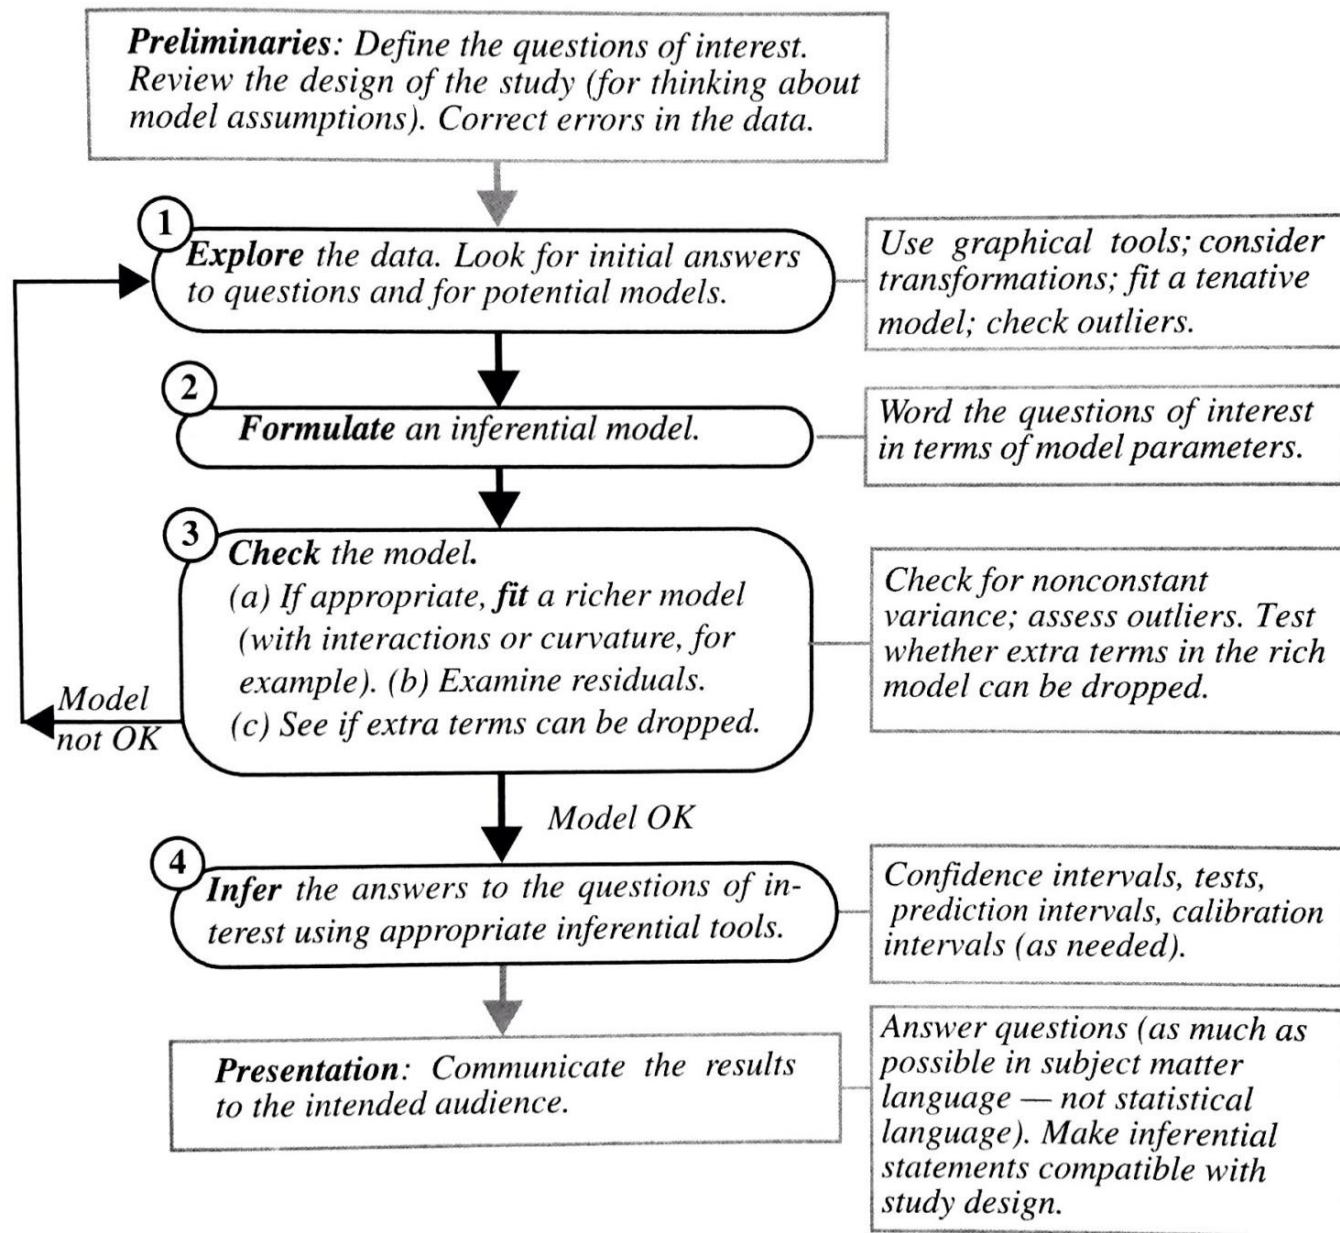 Preliminaries: Define the questions of interest.
Review the design of the study (for thinking about
model assumptions). Correct errors in the data.
1
Explore the data. Look for initial answers
to questions and for potential models.
Use graphical tools; consider
transformations; fit a tenative
model; check outliers.
2
Formulate an inferential model.
Word the questions of interest
in terms of model parameters.
3
Check the model.
(a) If appropriate, fit a richer model
(with interactions or curvature, for
example). (b) Examine residuals.
(c) See if extra terms can be dropped.
Check for nonconstant
variance; assess outliers. Test
whether extra terms in the rich
model can be dropped.
Model
not OK
Model OK
4
Infer the answers to the questions of in-
terest using appropriate inferential tools.
Confidence intervals, tests,
prediction intervals, calibration
intervals (as needed).
Presentation: Communicate the results
to the intended audience.
Answer questions (as much as
possible in subject matter
language — not statistical
language). Make inferential
statements compatible with
study design.